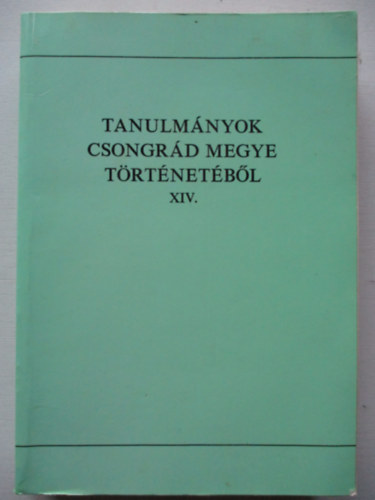 TANULMÁNYOK
CSONGRÁD MEGYE
TÖRTÉNETÉBŐL
XIV.